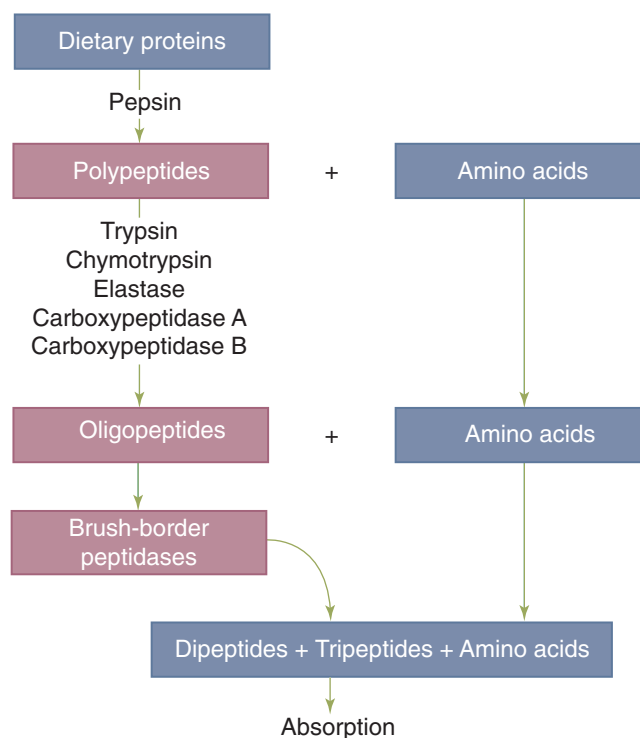 Dietary proteins
Pepsin
Polypeptides + Amino acids
Trypsin
Chymotrypsin
Elastase
Carboxypeptidase A
Carboxypeptidase B
Oligopeptides + Amino acids
Brush-border
peptidases
Dipeptides + Tripeptides + Amino acids
Absorption